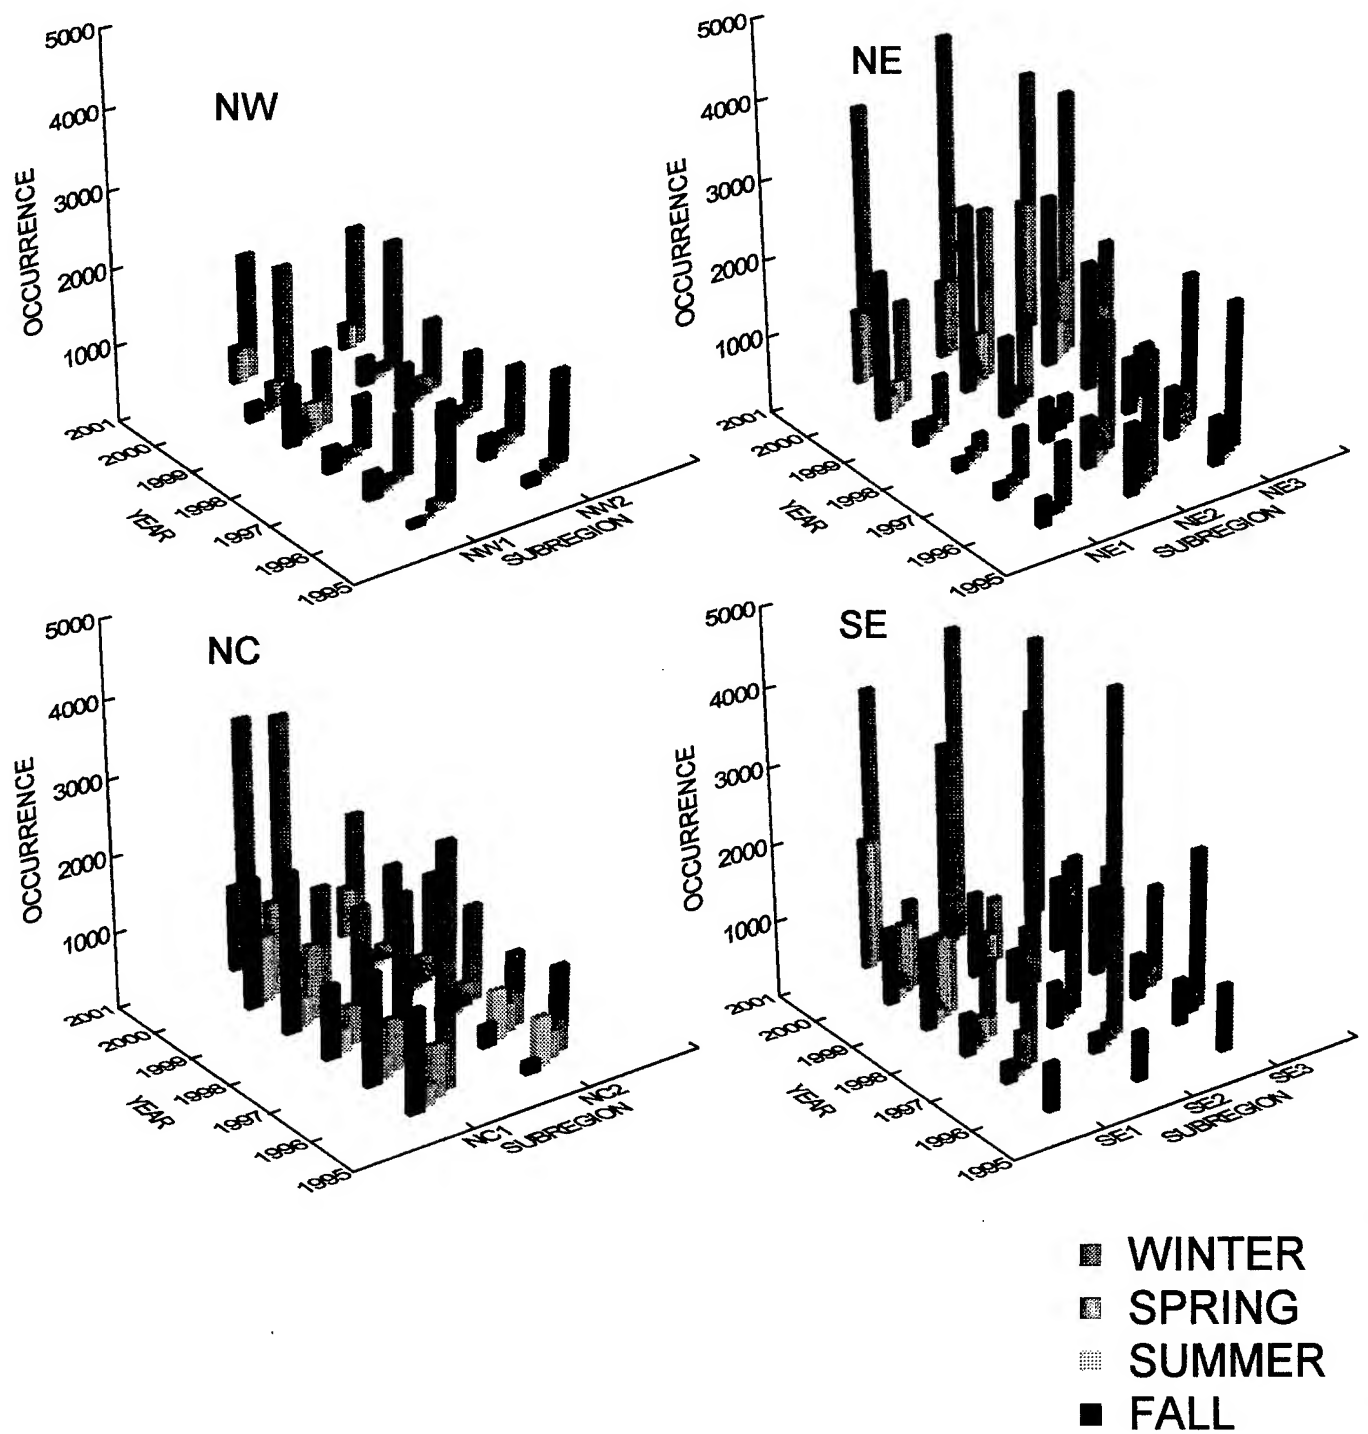 NW
5000
4000
3000
2000
1000
OCCURRENCE
2001
2000
1999
1998
1997
1996
1995
YEAR
NW1
NW2
SUBREGION
NE
5000
4000
3000
2000
1000
OCCURRENCE
2001
2000
1999
1998
1997
1996
1995
YEAR
NE1
NE2
NE3
SUBREGION
NC
5000
4000
3000
2000
1000
OCCURRENCE
2001
2000
1999
1998
1997
1996
1995
YEAR
NC1
NC2
SUBREGION
SE
5000
4000
3000
2000
1000
OCCURRENCE
2001
2000
1999
1998
1997
1996
1995
YEAR
SE1
SE2
SE3
SUBREGION
WINTER
SPRING
SUMMER
FALL